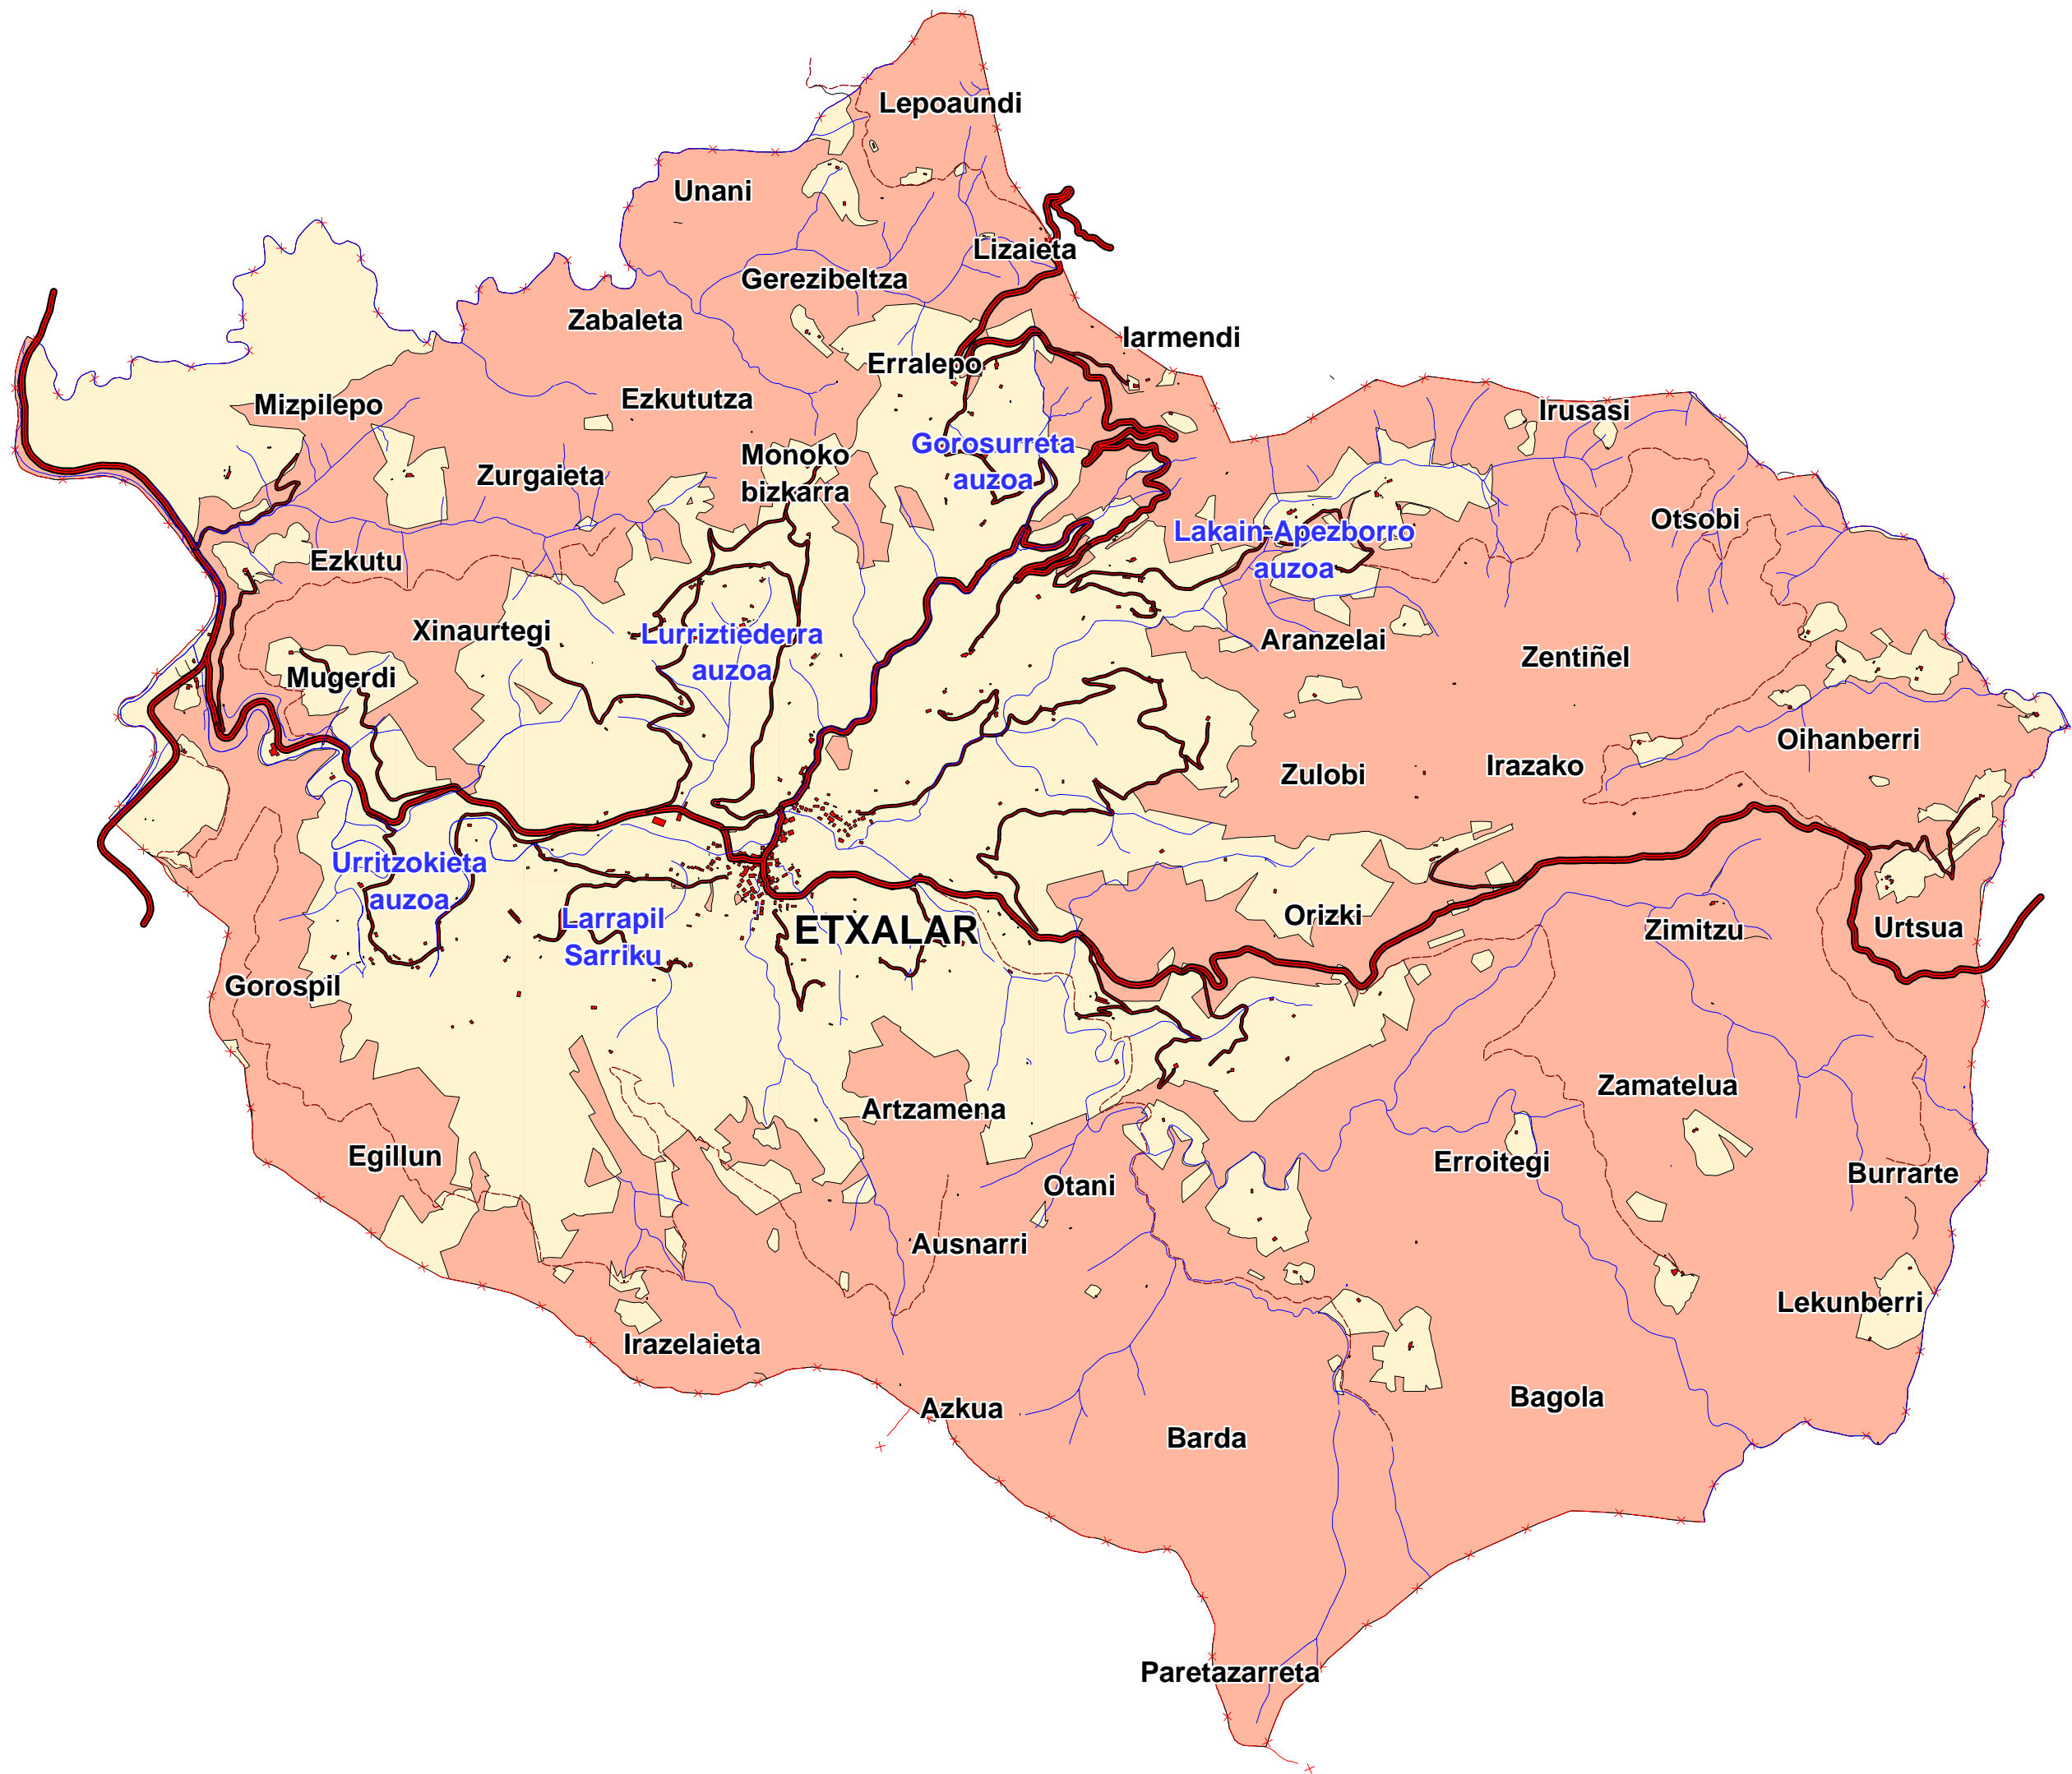 Lepoaundi
Unani
Lizaieta
Gerezibeltza
Zabaleta
Iarmendi
Erralepo
Ezkututza
Mizpilepo
Irusasi
Gorosurreta
auzoa
Monoko
bizkarra
Zurgaieta
Otsobi
Lakain-Apezborro
auzoa
Ezkutu
Xinaurtegi
Lurriztiederra
auzoa
Aranzelai
Zentiñel
Mugerdi
Oihanberri
Irazako
Zulobi
Urritzokieta
auzoa
Larrapil
Sarriku
ETXALAR
Orizki
Zimitzu
Urtsua
Gorospil
Zamatelua
Artzamena
Egillun
Erroitegi
Burrarte
Otani
Ausnarri
Lekunberri
Irazelaieta
Bagola
Azkua
Barda
Paretazarreta